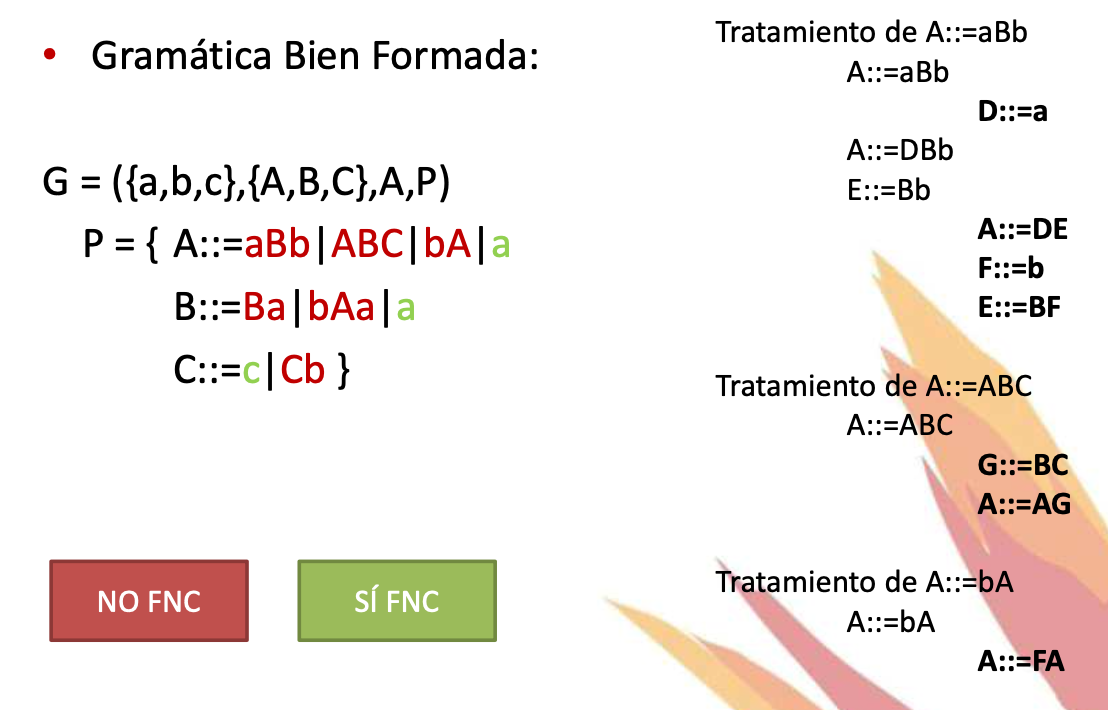 • Gramática Bien Formada:
G = ({a,b,c},{A,B,C},A,P)
P = { A::=aBb|ABC|bA|a
B::=Ba|bAa|a
C::=c|Cb }
NO FNC
SÍ FNC
Tratamiento de A::=aBb
A::=aBb
D::=a
A::=DBb
E::=Bb
A::=DE
F::=b
E::=BF
Tratamiento de A::=ABC
A::=ABC
G::=BC
A::=AG
Tratamiento de A::=bA
A::=bA
A::=FA